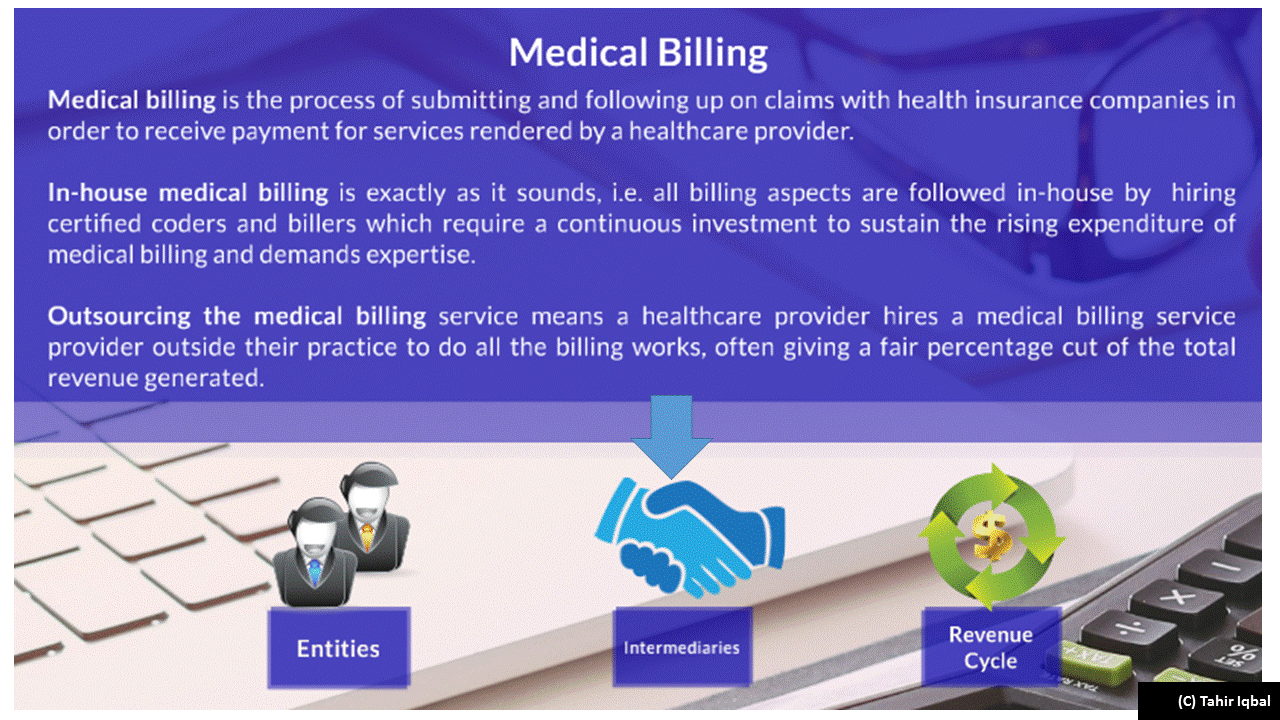 Medical Billing
Medical billing is the process of submitting and following up on claims with health insurance companies in
order to receive payment for services rendered by a healthcare provider.
In-house medical billing is exactly as it sounds, i.e. all billing aspects are followed in-house by hiring
certified coders and billers which require a continuous investment to sustain the rising expenditure of
medical billing and demands expertise.
Outsourcing the medical billing service means a healthcare provider hires a medical billing service
provider outside their practice to do all the billing works, often giving a fair percentage cut of the total
revenue generated.
$
Entities
Intermediaries
Revenue
Cycle
−
×
÷
%
SET
TAX+
TAX RATE
(C) Tahir Iqbal